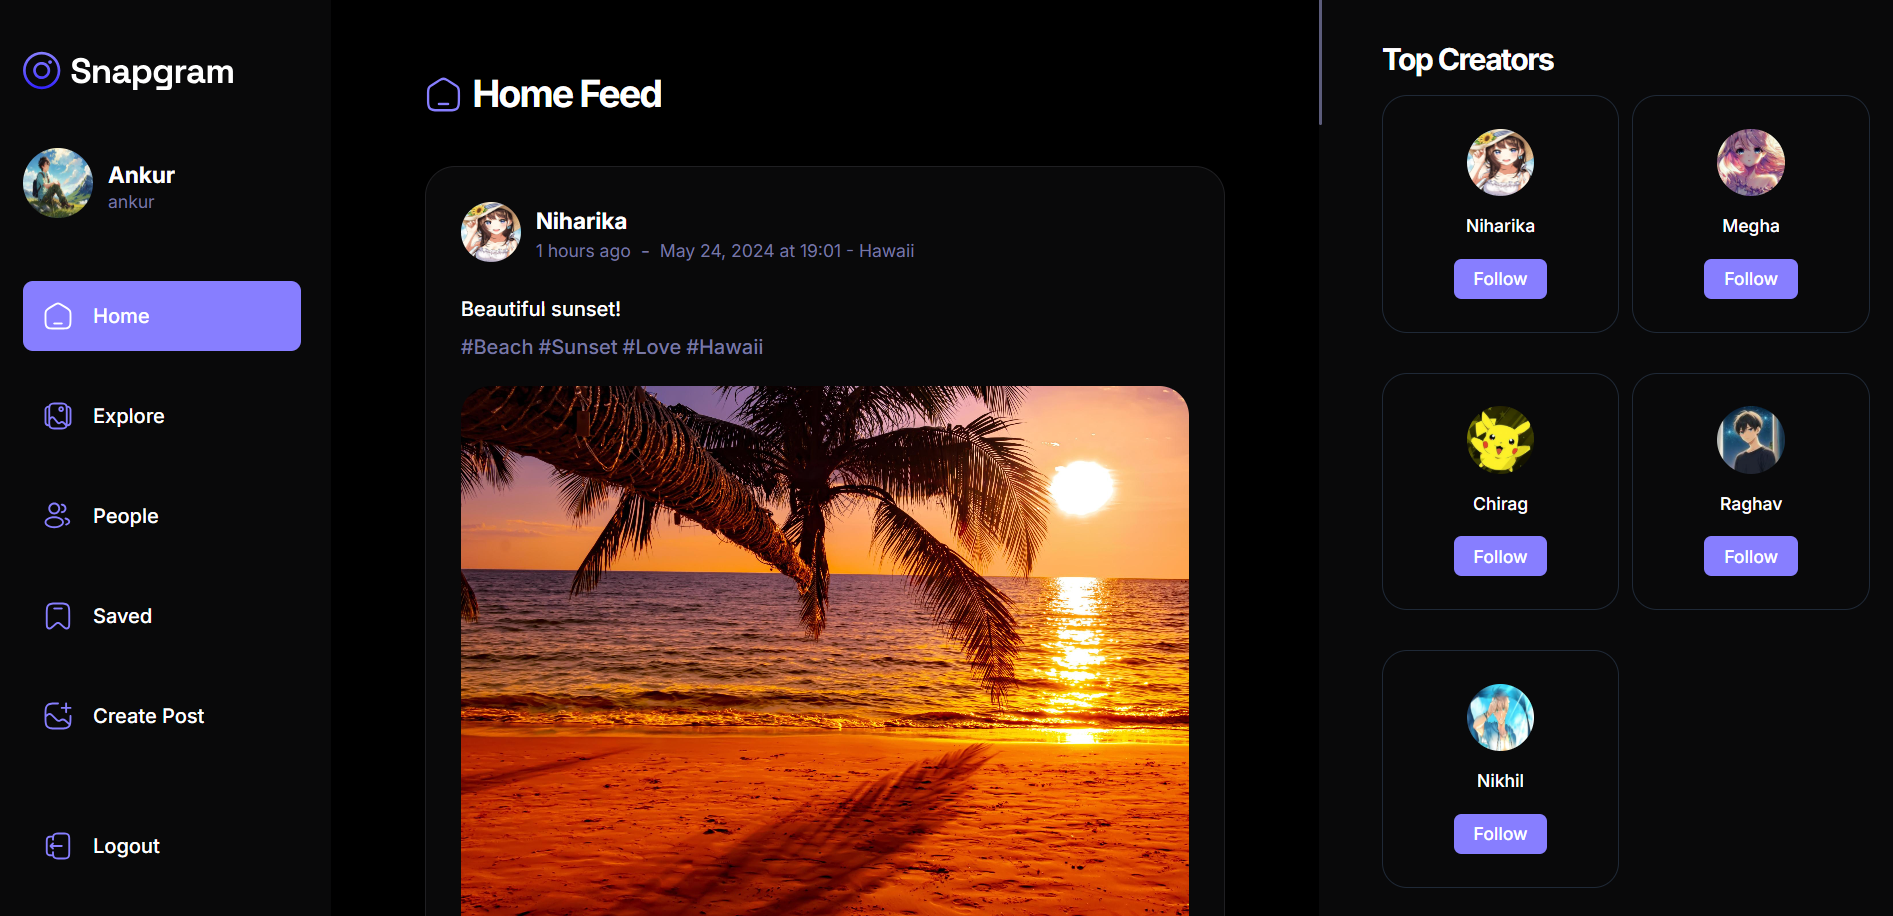 Snapgram
Ankur
ankur
Home
Explore
People
Saved
Create Post
Logout
Home Feed
Niharika
1 hours ago - May 24, 2024 at 19:01 - Hawaii
Beautiful sunset!
#Beach #Sunset #Love #Hawaii
Top Creators
Niharika
Follow
Megha
Follow
Chirag
Follow
Raghav
Follow
Nikhil
Follow